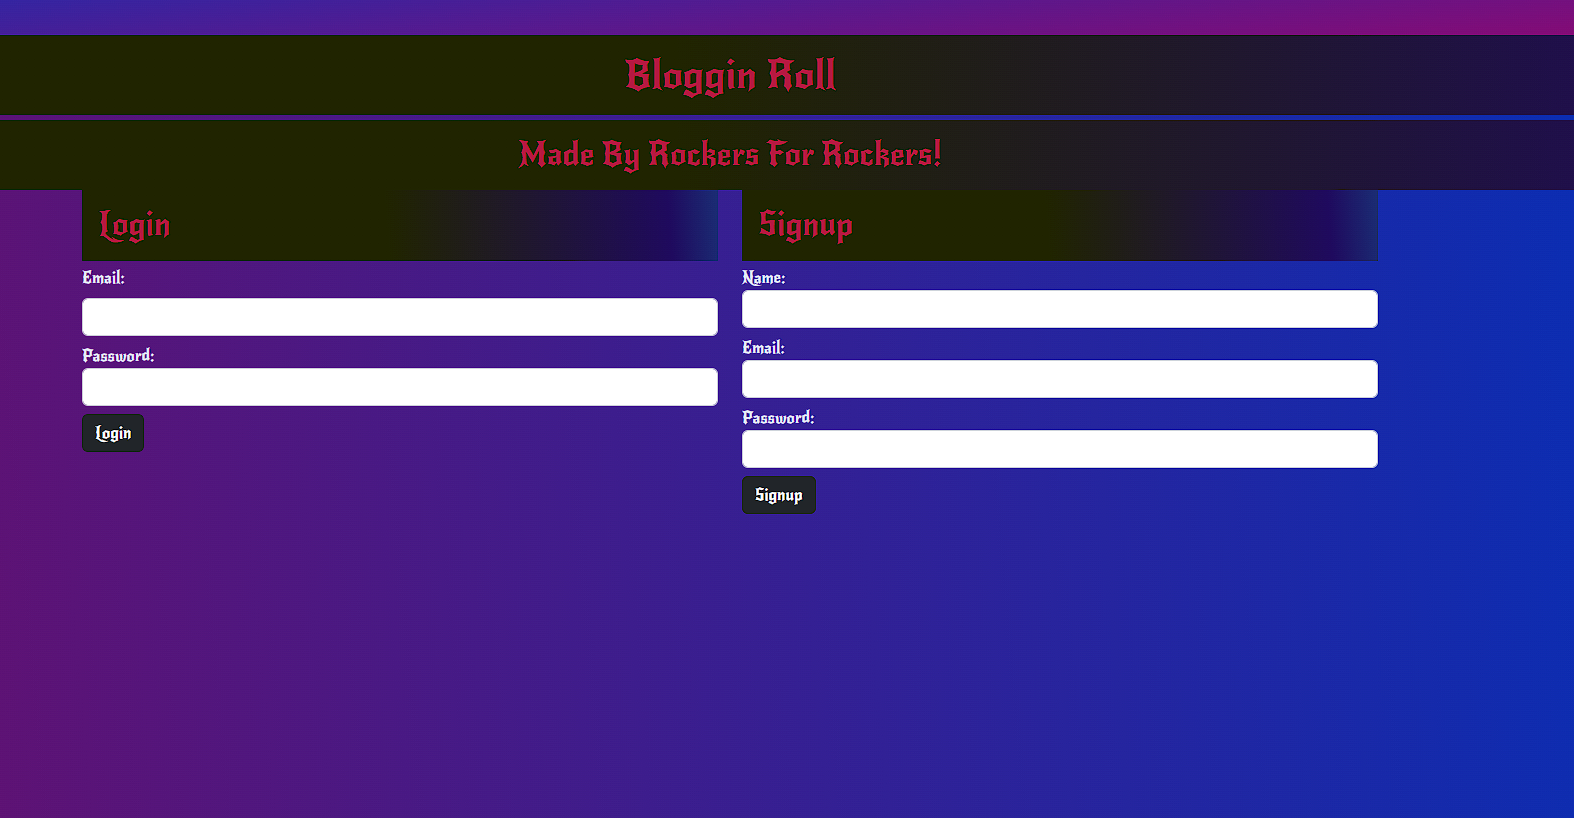 Bloggin Roll
Made By Rockers For Rockers!
Login
Email:
Password:
Login
Signup
Name:
Email:
Password:
Signup